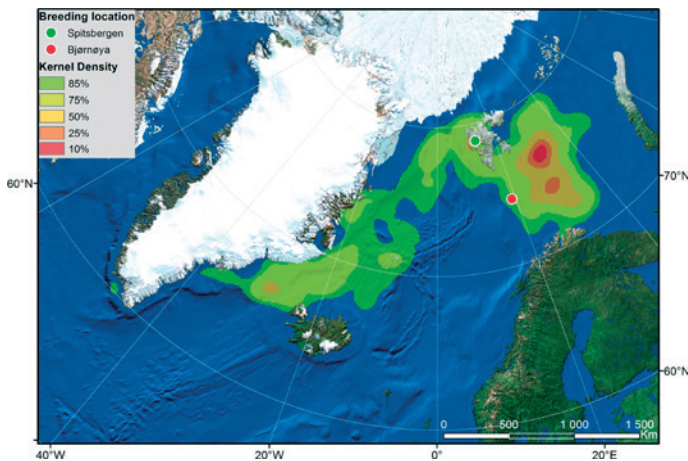 Breeding location
Spitsbergen
Bjørnøya
Kernel Density
85%
75%
50%
25%
10%
60°N
70°N
60°N
0 500 1 000 1 500
Km
40°W 20°W 0° 20°E